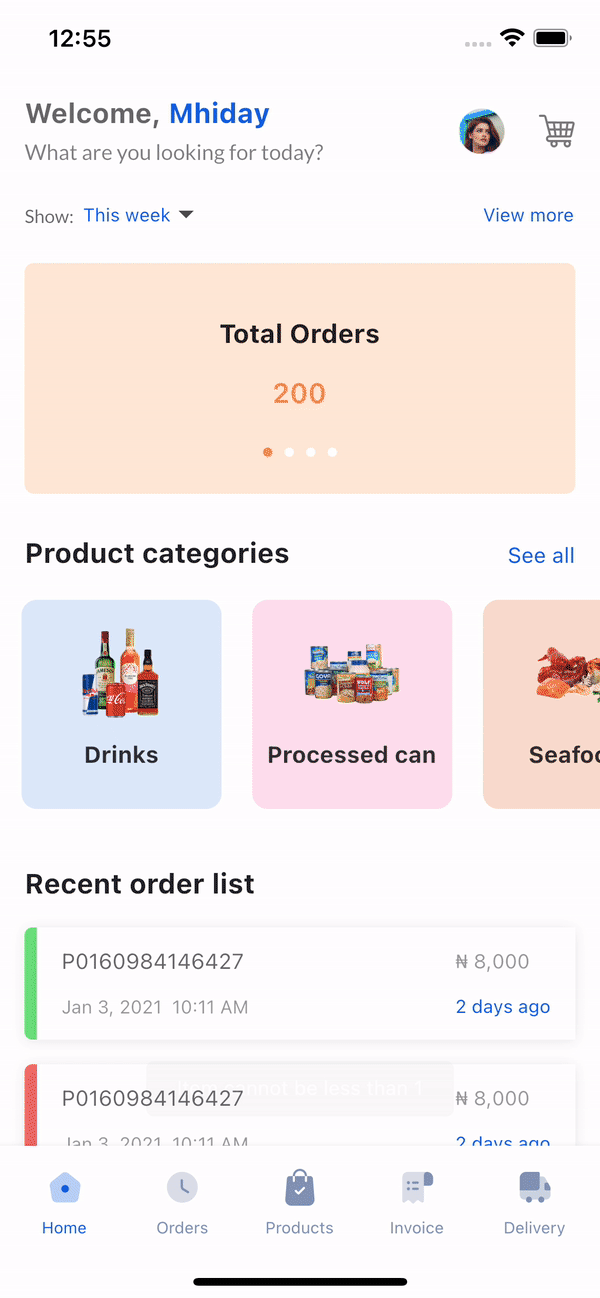 12:55
Welcome, Mhiday
What are you looking for today?
Show: This week
View more
Total Orders
200
Product categories
See all
Drinks
Processed can
Seafoo
Recent order list
P0160984146427
₦ 8,000
Jan 3, 2021 10:11 AM
2 days ago
P0160984146427
₦ 8,000
cannot be less than 1
Jan 3, 2021 10:11 AM
2 days ago
Home
Orders
Products
Invoice
Delivery